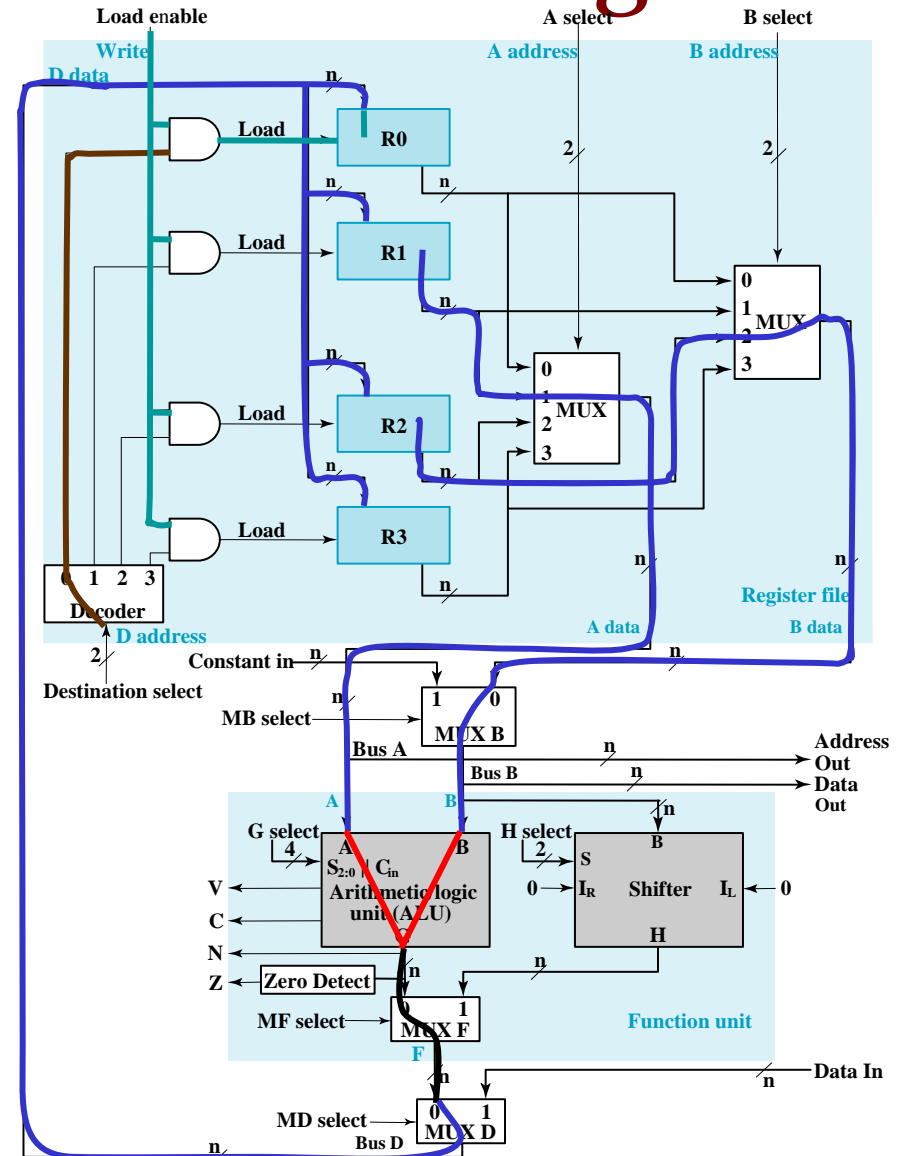 Load enable
A select
B select
Write
A address
B address
D data
n
Load
R0
2
2
n
n
Load
R1
0
n
1
MUX
2
n
3
0
1
MUX
Load
R2
2
n
3
n
Load
R3
0 1 2 3
n
n
n
Decoder
Register file
D address
A data
B data
2
Constant in
n
n
Destination select
n
1 0
MB select
MUX B
Bus A
n
Address
Out
Bus B
n
Data
Out
A
B
n
G select
H select
A
B
B
4
2
S
S2:0 || Cin
V
Arithmetic logic
unit (ALU)
0
IR
Shifter
IL
0
C
G
H
N
n
n
Z
Zero Detect
0 1
MF select
MUX F
Function unit
F
n
n
Data In
0 1
MD select
MUX D
Bus D
n